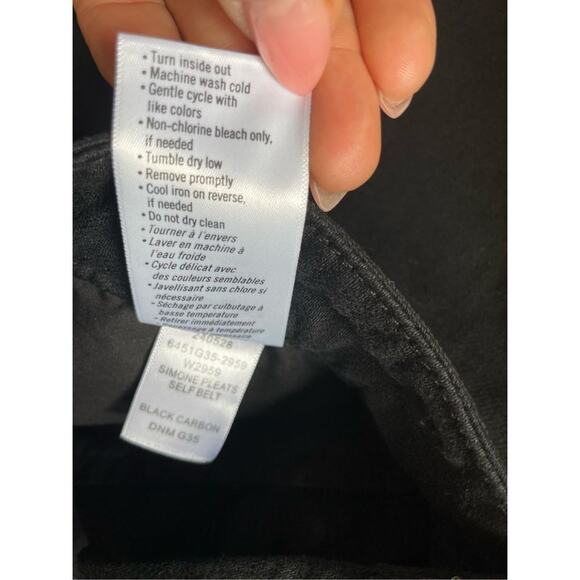 • Turn inside out
• Machine wash cold
• Gentle cycle with
like colors
• Non-chlorine bleach only,
if needed
• Tumble dry low
• Remove promptly
• Cool iron on reverse,
if needed
• Do not dry clean
• Tourner à l'envers
• Laver en machine à
l'eau froide
• Cycle délicat avec
des couleurs semblables
• Javellisant sans chlore si
nécessaire
• Séchage par culbutage à
basse température
• Retirer immédiatement
à basse température
240528
6451G35-2959
W2959
SIMONE PLEATS
SELF BELT
BLACK CARBON
DNM G35